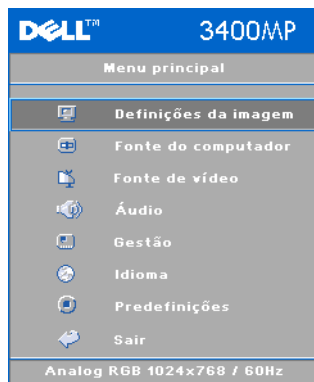 DELL™ 3400MP
Menu principal
Definições da imagem
Fonte do computador
Fonte de vídeo
Áudio
Gestão
Idioma
Predefinições
Sair
Analog RGB 1024x768 / 60Hz